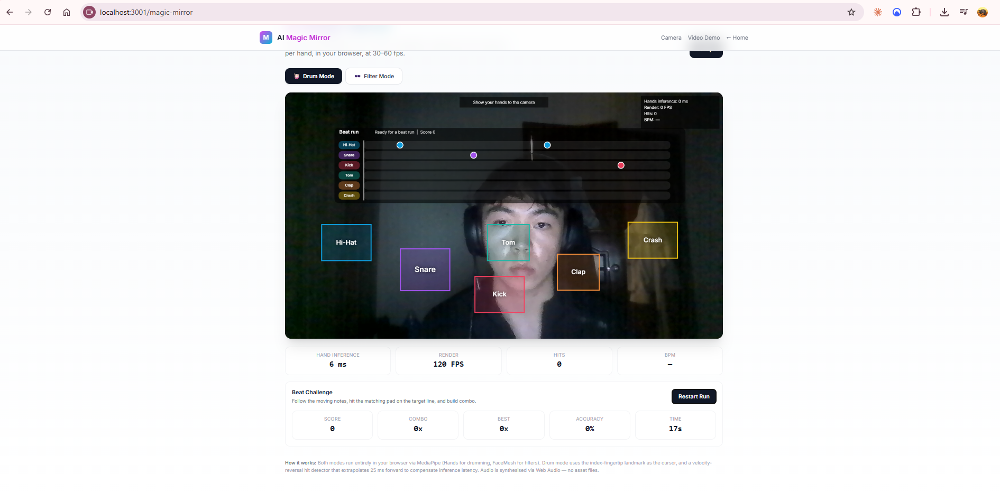 localhost:3001/magic-mirror
M AI Magic Mirror
Camera Video Demo ← Home
per hand, in your browser, at 30–60 fps.
Drum Mode Filter Mode
Show your hands to the camera
Hands inference: 0 ms
Render: 0 FPS
Hits: 0
BPM: —
Beat run Ready for a beat run | Score 0
Hi-Hat
Snare
Kick
Tom
Clap
Crash
Hi-Hat
Snare
Tom
Kick
Clap
Crash
HAND INFERENCE RENDER HITS BPM
6 ms 120 FPS 0 —
Beat Challenge
Follow the moving notes, hit the matching pad on the target line, and build combo.
Restart Run
SCORE COMBO BEST ACCURACY TIME
0 0x 0x 0% 17s
How it works: Both modes run entirely in your browser via MediaPipe (Hands for drumming, FaceMesh for filters). Drum mode uses the index-fingertip landmark as the cursor, and a velocity-
reversal hit detector that extrapolates 25 ms forward to compensate inference latency. Audio is synthesised via Web Audio — no asset files.